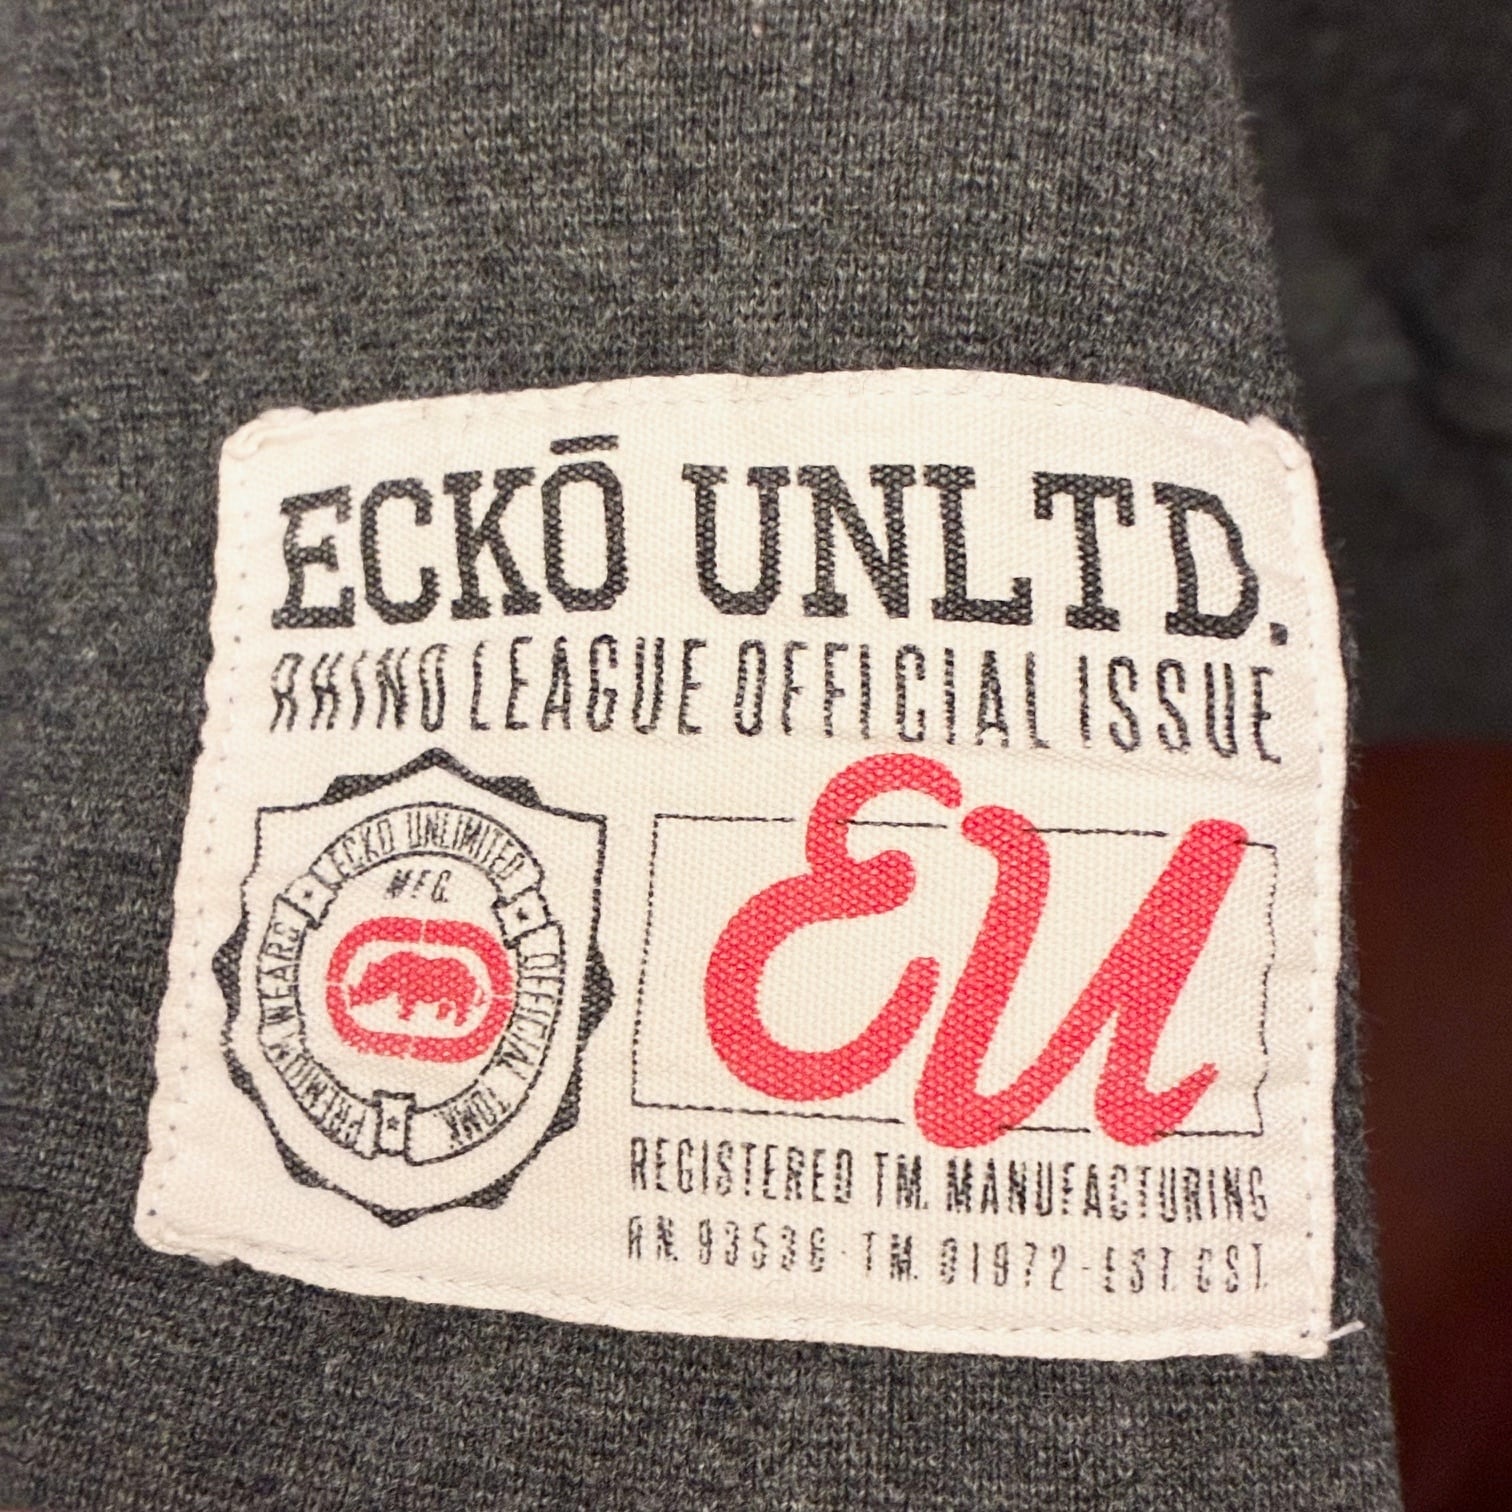 ECKŌ UNLTD.
RHINO LEAGUE OFFICIAL ISSUE
ECKO UNLIMITED
MFG.
PREMIUM WEARS
OFFICIAL TDMK
EU
REGISTERED TM. MANUFACTURING
RN. 93536 - TM. 01972 - EST. CST.